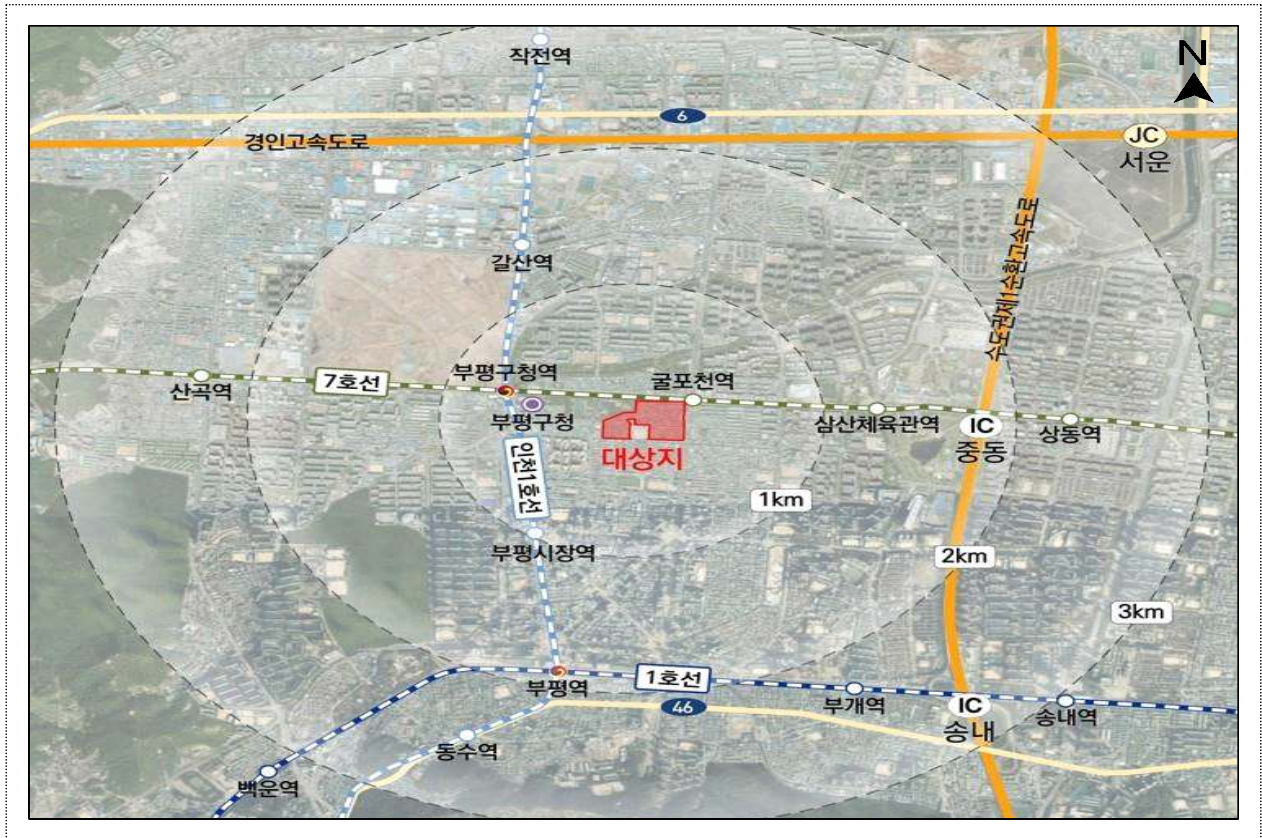 N
작전역
6
경인고속도로
JC
서운
수도권제1순환고속도로
갈산역
부평구청역
굴포천역
산곡역
7호선
부평구청
삼산체육관역
IC
중동
상동역
대상지
인천1호선
1km
부평시장역
2km
3km
1호선
부평역
부개역
IC
송내
송내역
46
동수역
백운역